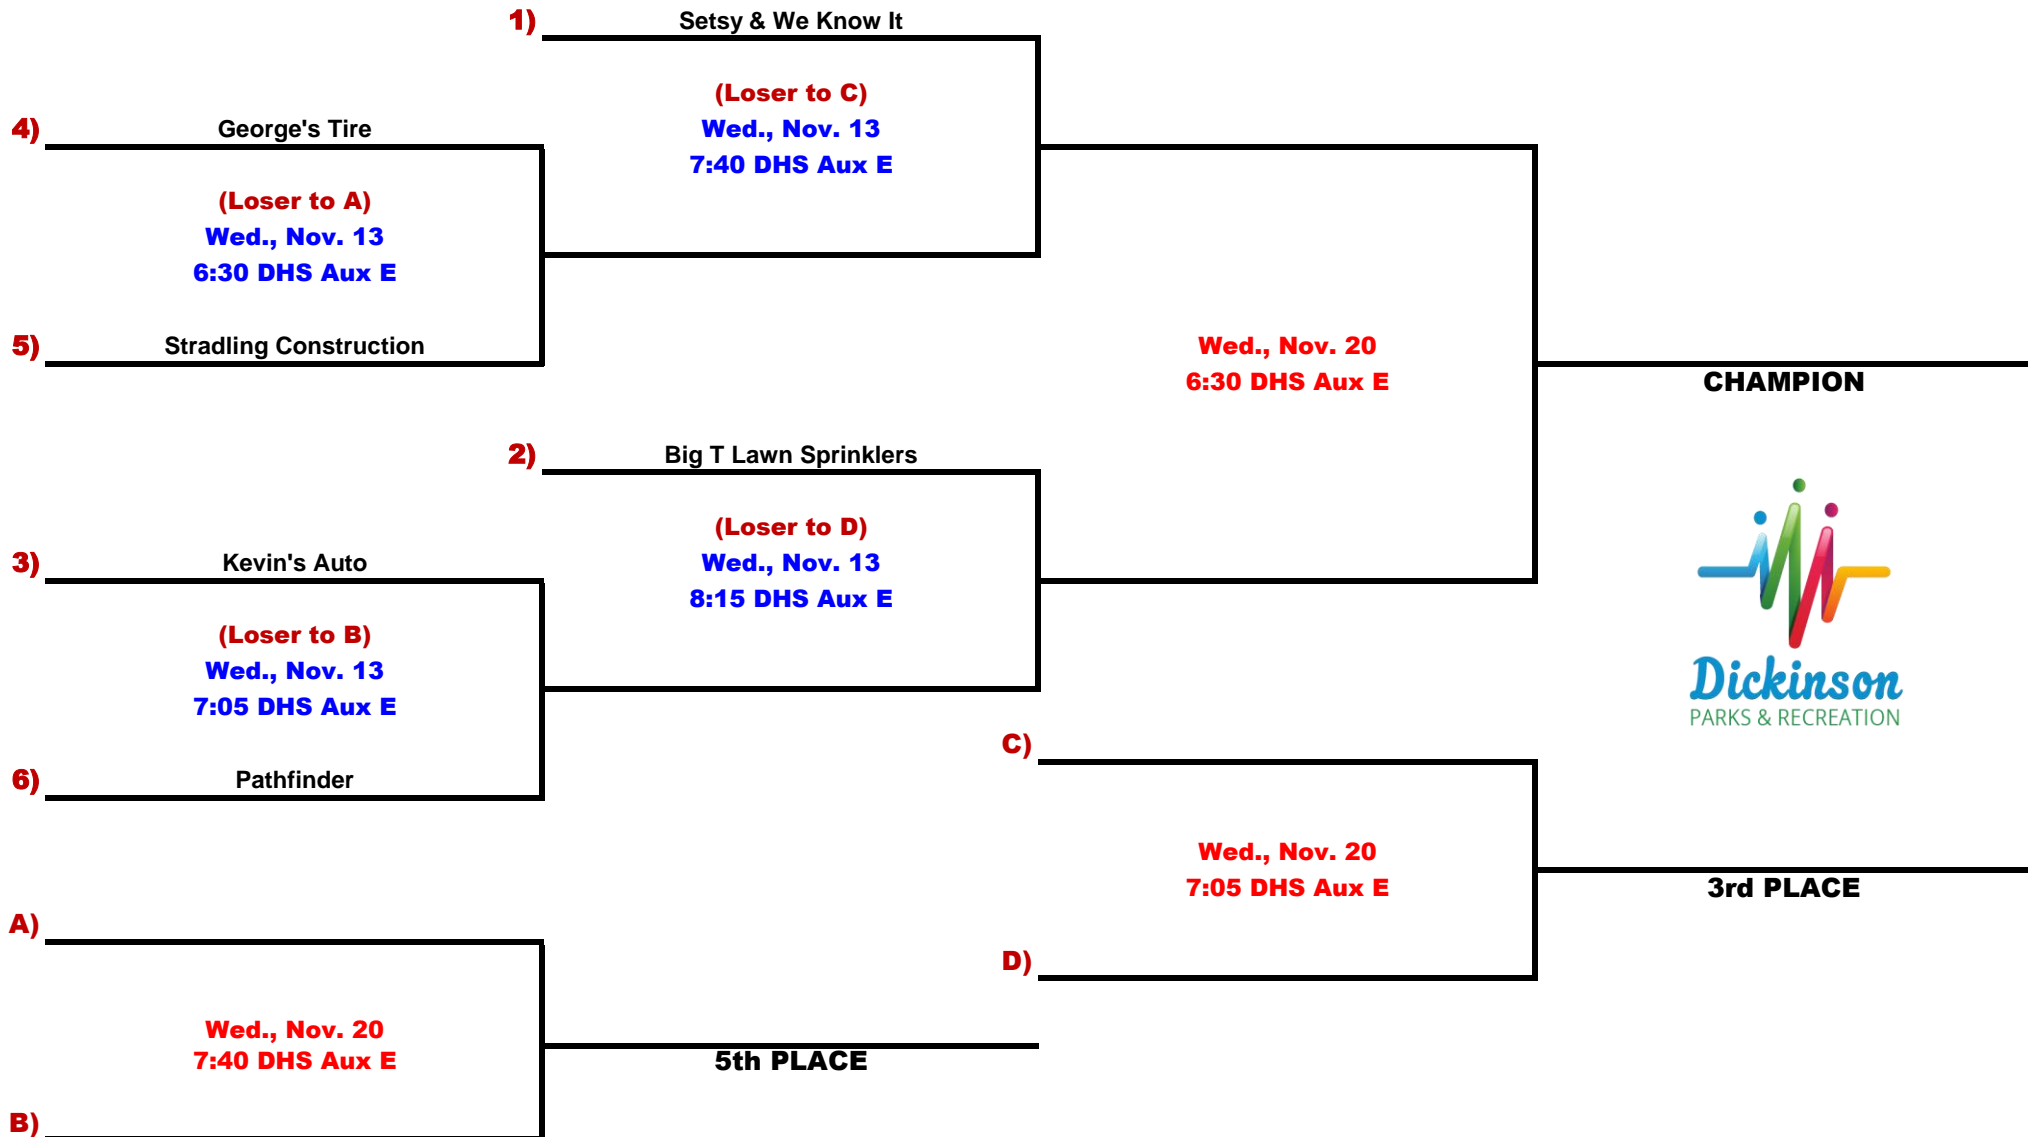 1) Setsy & We Know It
(Loser to C)
Wed., Nov. 13
7:40 DHS Aux E
4) George's Tire
(Loser to A)
Wed., Nov. 13
6:30 DHS Aux E
5) Stradling Construction
Wed., Nov. 20
6:30 DHS Aux E
CHAMPION
2) Big T Lawn Sprinklers
(Loser to D)
Wed., Nov. 13
8:15 DHS Aux E
3) Kevin's Auto
(Loser to B)
Wed., Nov. 13
7:05 DHS Aux E
6) Pathfinder
Dickinson
PARKS & RECREATION
C)
Wed., Nov. 20
7:05 DHS Aux E
3rd PLACE
D)
A)
Wed., Nov. 20
7:40 DHS Aux E
5th PLACE
B)